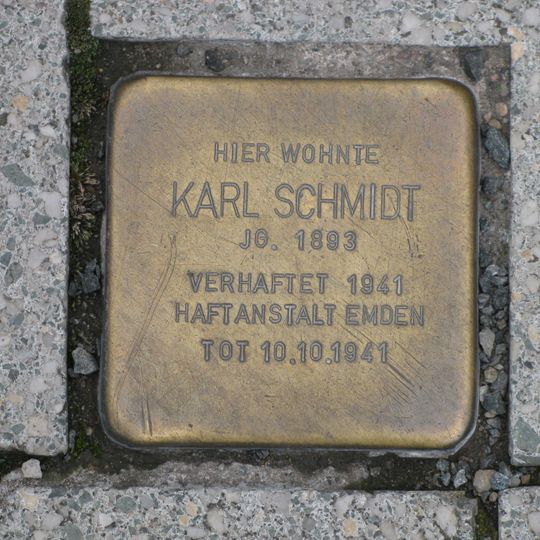 HIER WOHNTE
KARL SCHMIDT
JG. 1893
VERHAFTET 1941
HAFTANSTALT EMDEN
TOT 10.10.1941